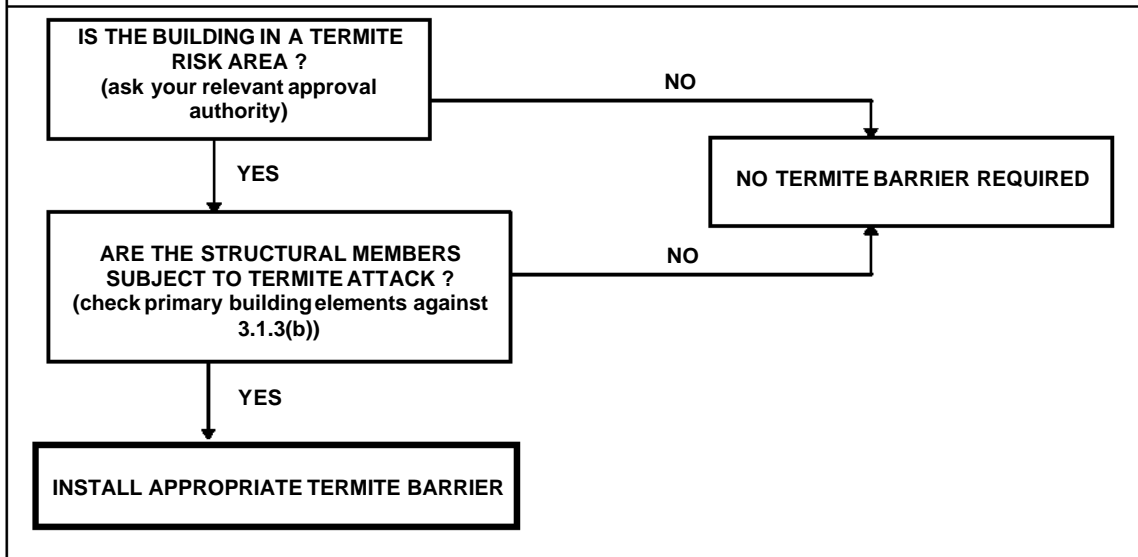 IS THE BUILDING IN A TERMITE
RISK AREA ?
(ask your relevant approval
authority)
NO
YES
NO TERMITE BARRIER REQUIRED
ARE THE STRUCTURAL MEMBERS
SUBJECT TO TERMITE ATTACK ?
(check primary building elements against
3.1.3(b))
NO
YES
INSTALL APPROPRIATE TERMITE BARRIER